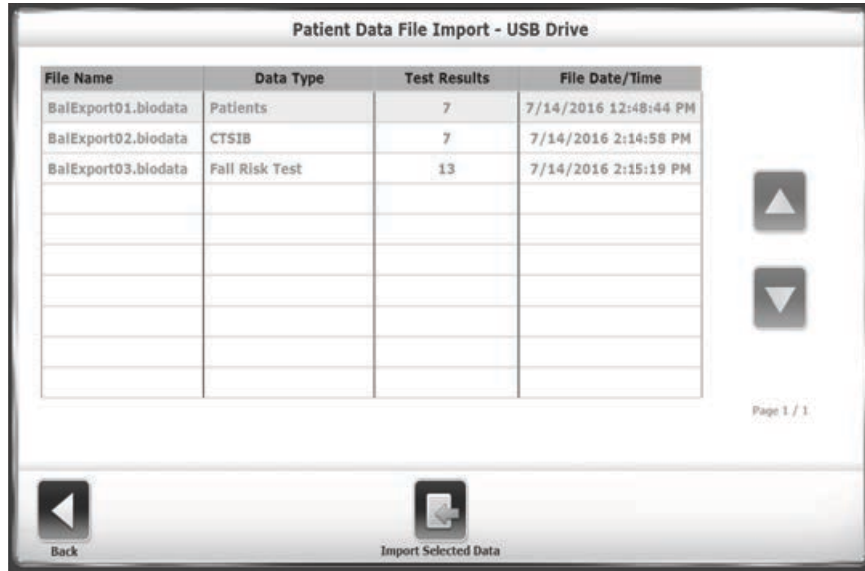 Patient Data File Import - USB Drive
File Name Data Type Test Results File Date/Time
BalExport01.biodata Patients 7 7/14/2016 12:48:44 PM
BalExport02.biodata CTSIB 7 7/14/2016 2:14:58 PM
BalExport03.biodata Fall Risk Test 13 7/14/2016 2:15:19 PM
Page 1 / 1
Back Import Selected Data